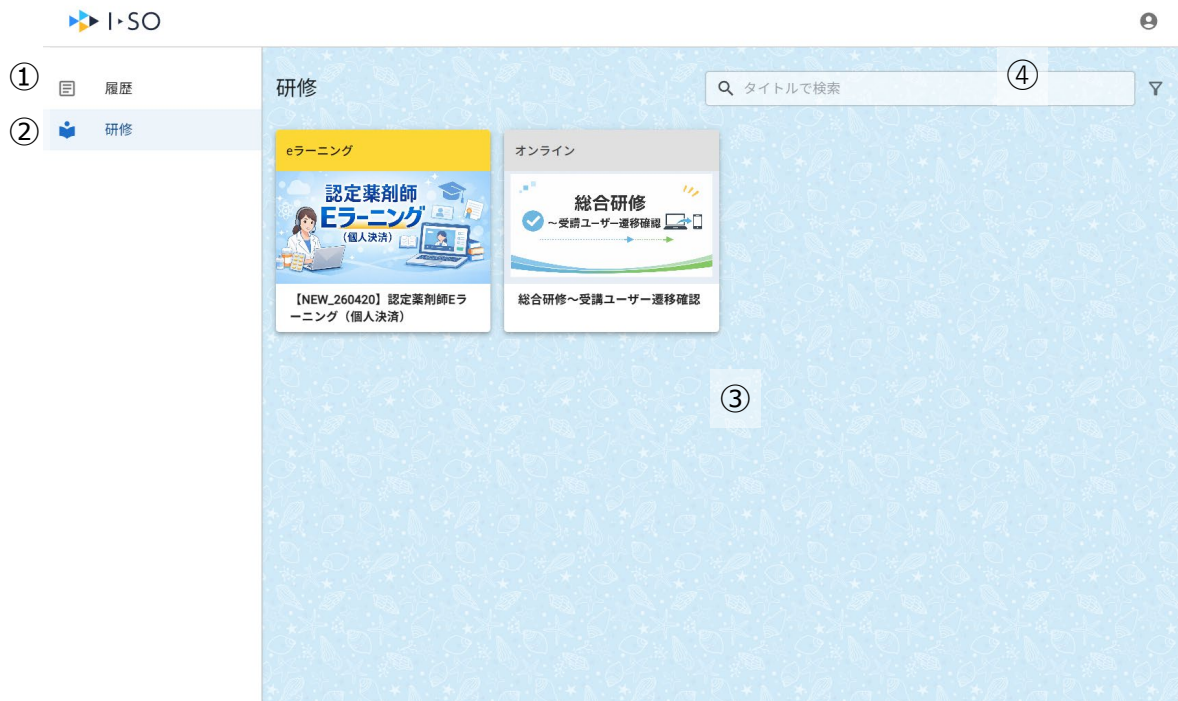 I▸SO
① 履歴
② 研修
研修
タイトルで検索
④
eラーニング
認定薬剤師
Eラーニング
(個人決済)
【NEW_260420】認定薬剤師Eラ
ーニング（個人決済）
オンライン
総合研修
～受講ユーザー遷移確認
総合研修～受講ユーザー遷移確認
③